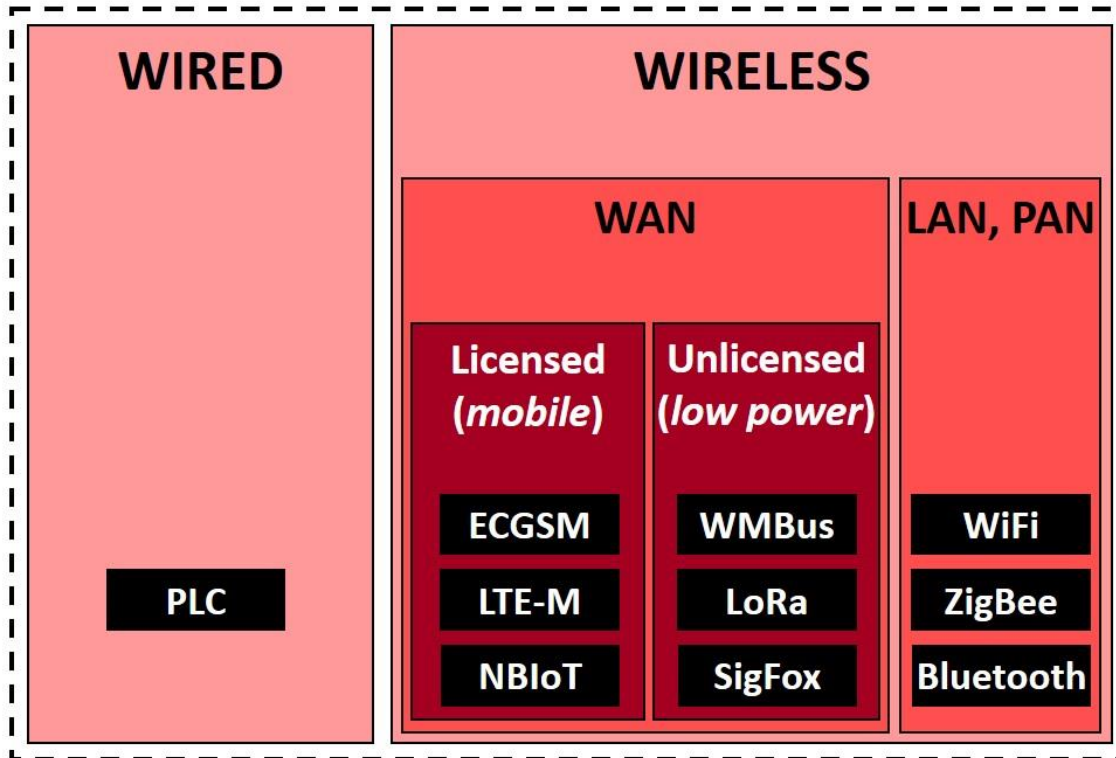 WIRED
PLC
WIRELESS
WAN
Licensed
(mobile)
ECGSM
LTE-M
NBIoT
Unlicensed
(low power)
WMBus
LoRa
SigFox
LAN, PAN
WiFi
ZigBee
Bluetooth